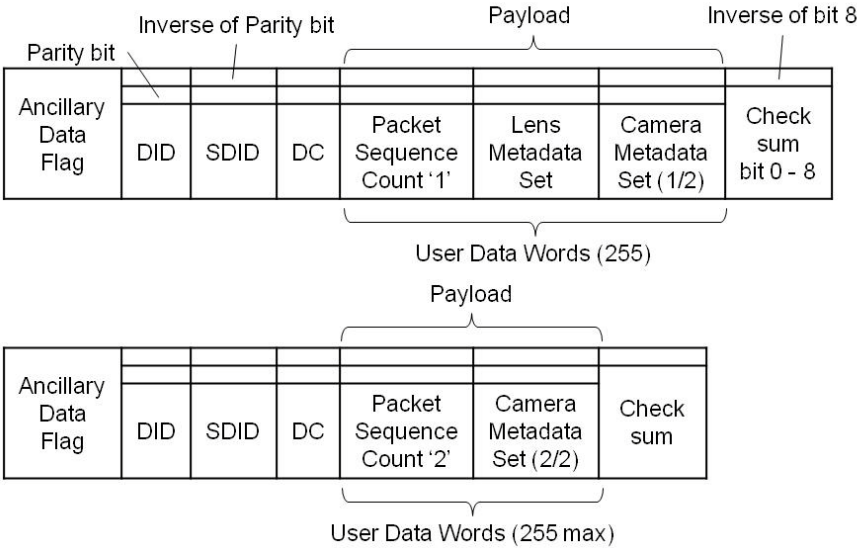 Payload
Inverse of bit 8
Inverse of Parity bit
Parity bit
Ancillary
Data
Flag
DID
SDID
DC
Packet
Sequence
Count ‘1’
Lens
Metadata
Set
Camera
Metadata
Set (1/2)
Check
sum
bit 0 - 8
User Data Words (255)
Payload
Ancillary
Data
Flag
DID
SDID
DC
Packet
Sequence
Count ‘2’
Camera
Metadata
Set (2/2)
Check
sum
User Data Words (255 max)